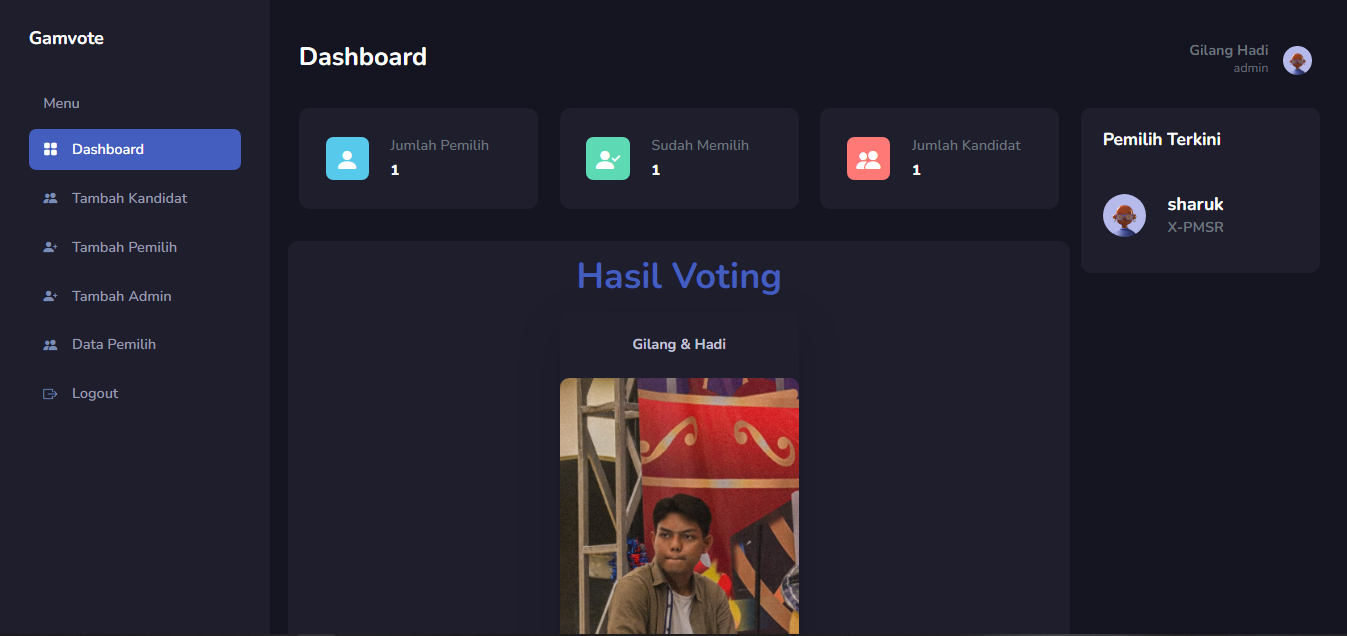 Gamvote
Menu
Dashboard
Tambah Kandidat
Tambah Pemilih
Tambah Admin
Data Pemilih
Logout
Dashboard
Gilang Hadi
admin
Jumlah Pemilih
1
Sudah Memilih
1
Jumlah Kandidat
1
Pemilih Terkini
sharuk
X-PMSR
Hasil Voting
Gilang & Hadi